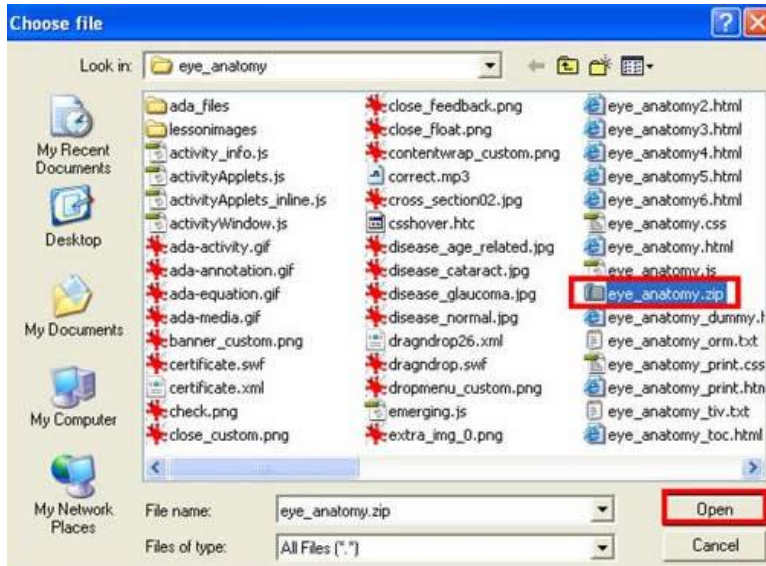 Choose file
Look in:
eye_anatomy
My Recent
Documents
Desktop
My Documents
My Computer
My Network
Places
ada_files
lessonimages
activity_info.js
activityApplets.js
activityApplets_inline.js
activityWindow.js
ada-activity.gif
ada-annotation.gif
ada-equation.gif
ada-media.gif
banner_custom.png
certificate.swf
certificate.xml
check.png
close_custom.png
close_feedback.png
close_float.png
contentwrap_custom.png
correct.mp3
cross_section02.jpg
csshover.htc
disease_age_related.jpg
disease_cataract.jpg
disease_glaucoma.jpg
disease_normal.jpg
dragndrop26.xml
dragndrop.swf
dropmenu_custom.png
emerging.js
extra_img_0.png
eye_anatomy2.html
eye_anatomy3.html
eye_anatomy4.html
eye_anatomy5.html
eye_anatomy6.html
eye_anatomy.css
eye_anatomy.html
eye_anatomy.js
eye_anatomy.zip
eye_anatomy_dummy.h
eye_anatomy_orm.txt
eye_anatomy_print.css
eye_anatomy_print.htm
eye_anatomy_tiv.txt
eye_anatomy_toc.html
File name:
eye_anatomy.zip
Open
Files of type:
All Files (*.*)
Cancel